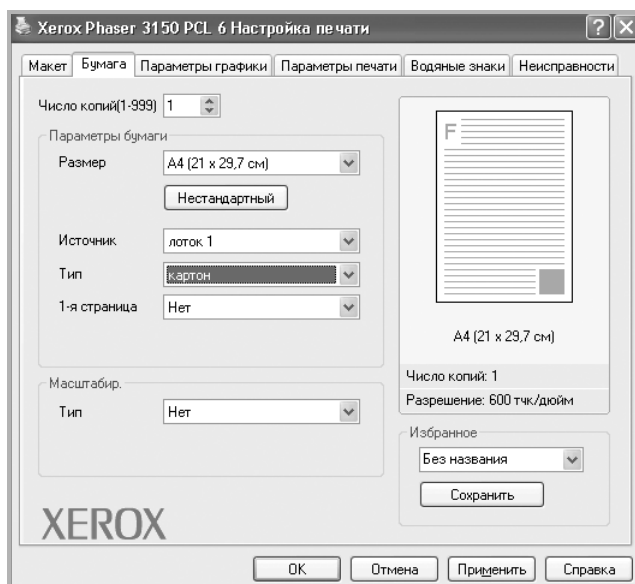 Xerox Phaser 3150 PCL 6 Настройка печати
Макет Бумага Параметры графики Параметры печати Водяные знаки Неисправности
Число копий(1-999) 1
Параметры бумаги
Размер A4 (21 x 29,7 см)
Нестандартный
Источник лоток 1
Тип картон
1-я страница Нет
Масштабир.
Тип Нет
XEROX
F
A4 (21 x 29,7 см)
Число копий: 1
Разрешение: 600 тчк/дюйм
Избранное
Без названия
Сохранить
OK Отмена Применить Справка